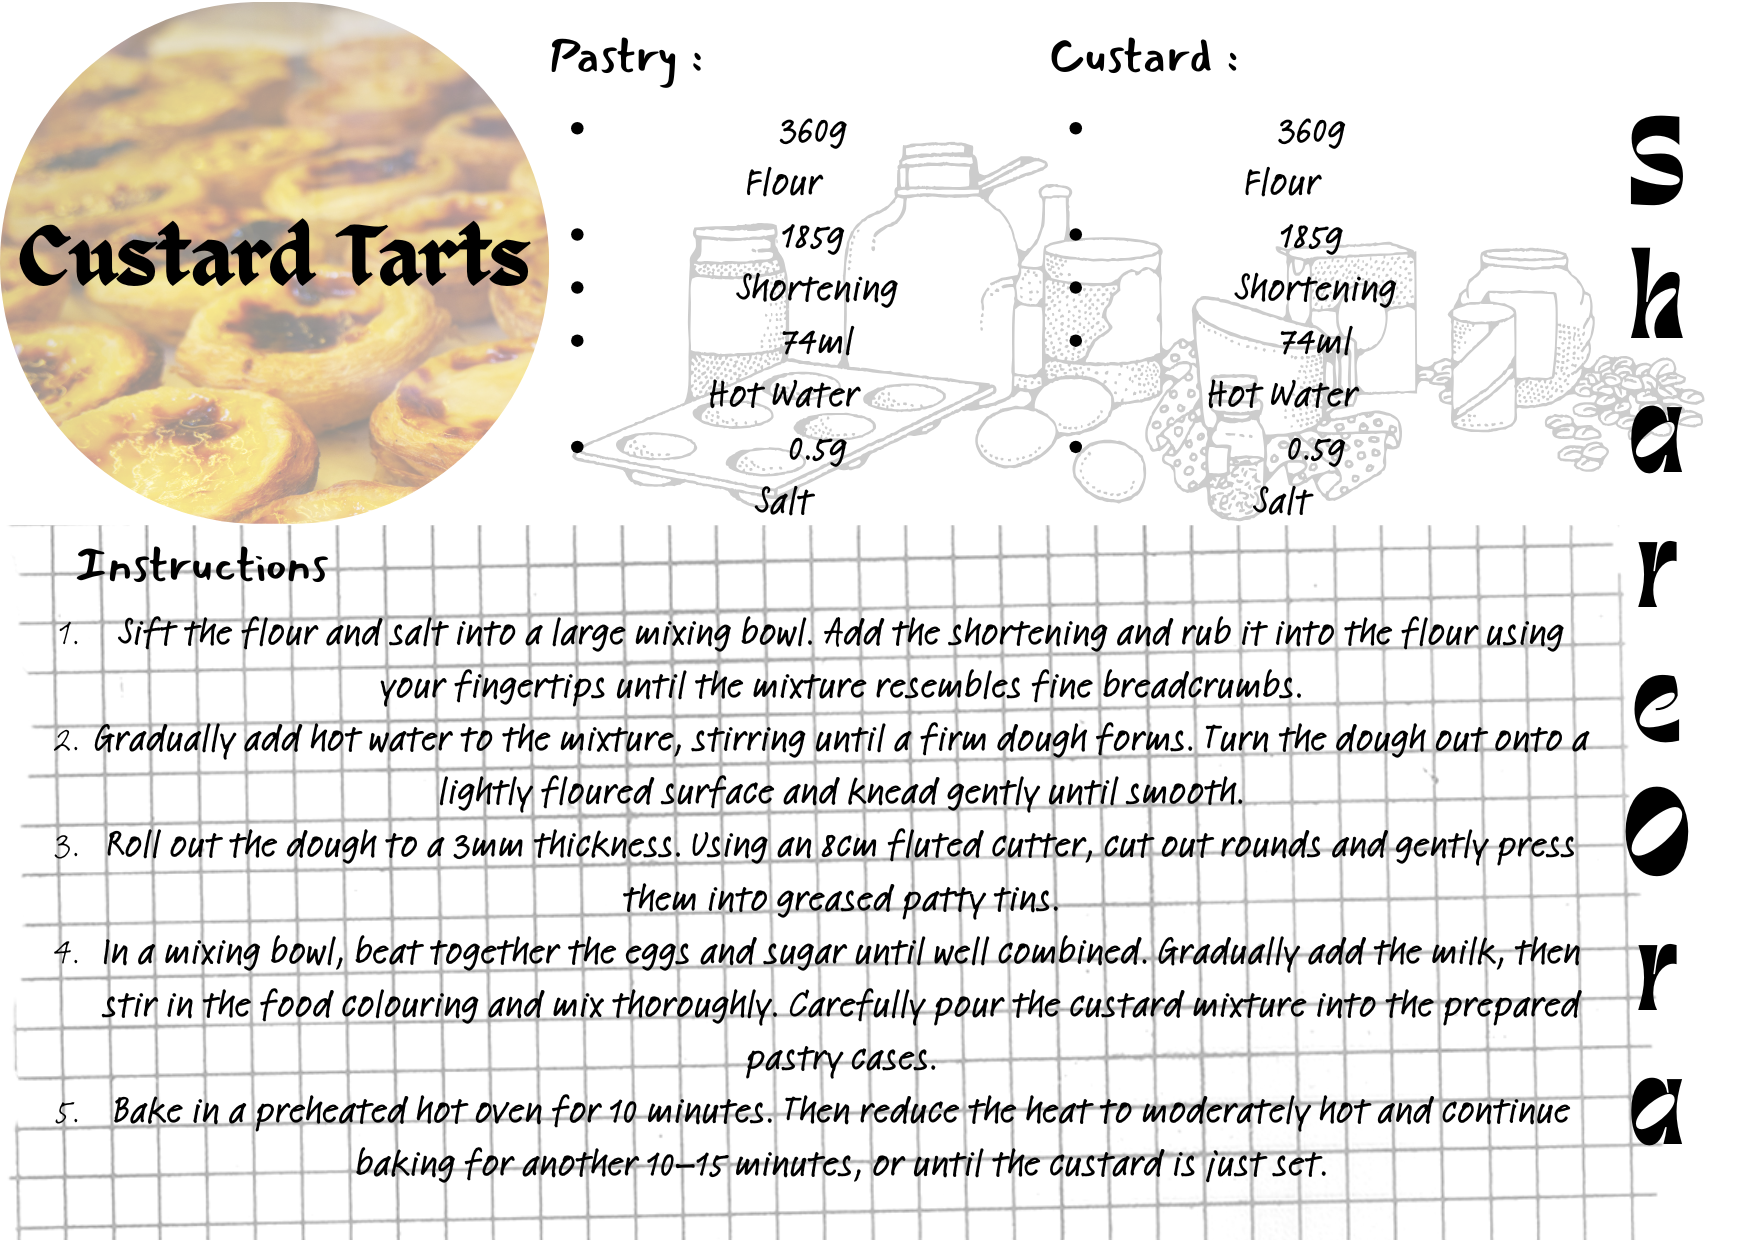 Custard Tarts
Pastry :
• 360g
Flour
• 185g
• Shortening
• 74ml
Hot Water
• 0.5g
Salt
Custard :
• 360g
Flour
• 185g
• Shortening
• 74ml
Hot Water
• 0.5g
Salt
ShareOra
Instructions
1. Sift the flour and salt into a large mixing bowl. Add the shortening and rub it into the flour using
your fingertips until the mixture resembles fine breadcrumbs.
2. Gradually add hot water to the mixture, stirring until a firm dough forms. Turn the dough out onto a
lightly floured surface and knead gently until smooth.
3. Roll out the dough to a 3mm thickness. Using an 8cm fluted cutter, cut out rounds and gently press
them into greased patty tins.
4. In a mixing bowl, beat together the eggs and sugar until well combined. Gradually add the milk, then
stir in the food colouring and mix thoroughly. Carefully pour the custard mixture into the prepared
pastry cases.
5. Bake in a preheated hot oven for 10 minutes. Then reduce the heat to moderately hot and continue
baking for another 10–15 minutes, or until the custard is just set.